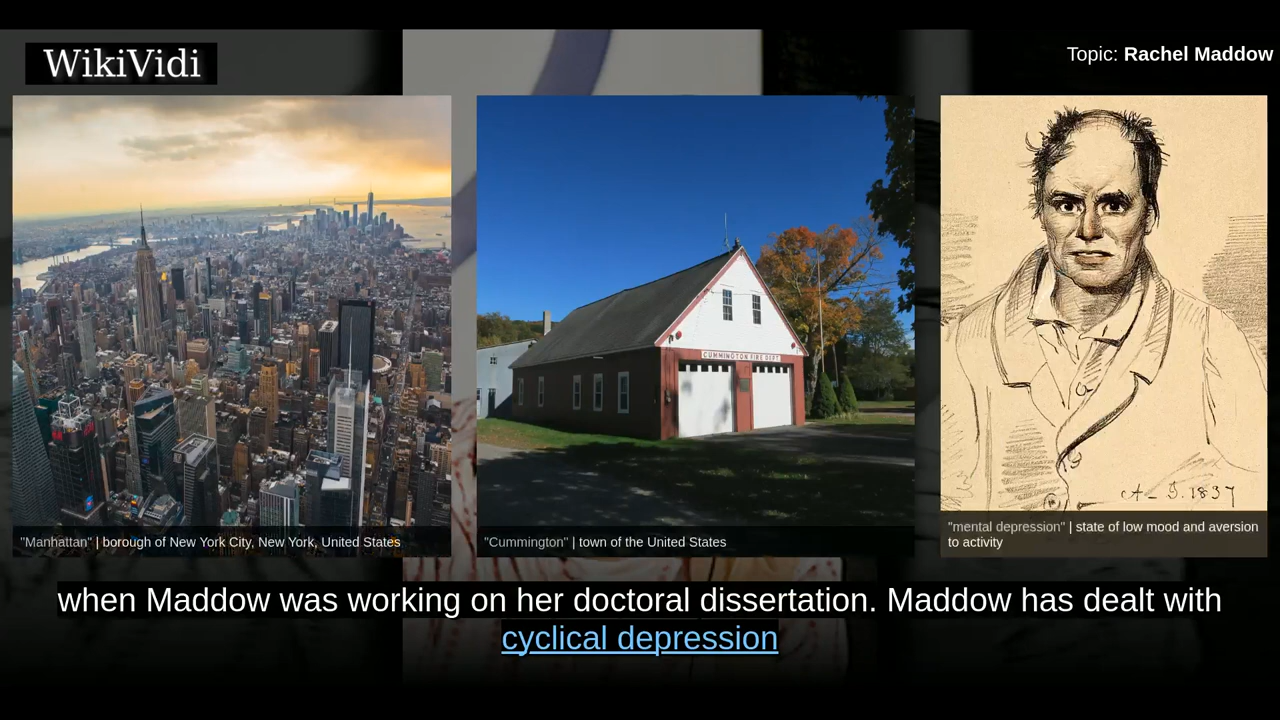 WikiVidi
Topic: Rachel Maddow
CUMMINGTON FIRE DEPT.
A–D. 1837
"Manhattan" | borough of New York City, New York, United States
"Cummington" | town of the United States
"mental depression" | state of low mood and aversion
to activity
when Maddow was working on her doctoral dissertation. Maddow has dealt with
cyclical depression